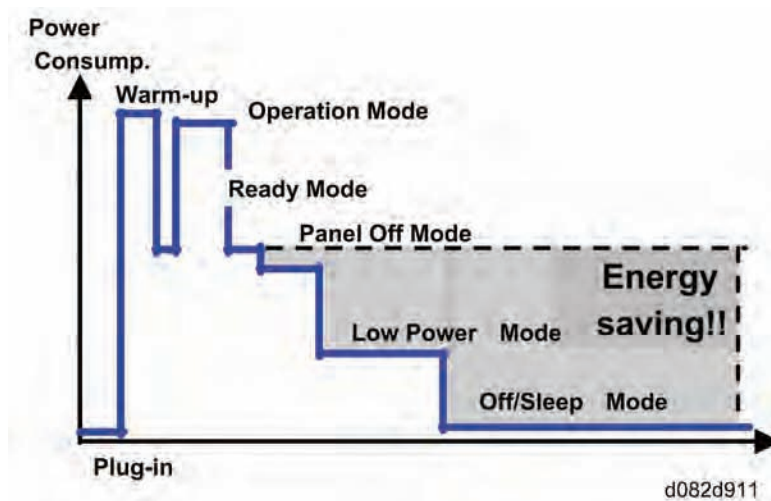 Power
Consump.
Warm-up
Operation Mode
Ready Mode
Panel Off Mode
Energy
saving!!
Low Power Mode
Off/Sleep Mode
Plug-in
d082d911